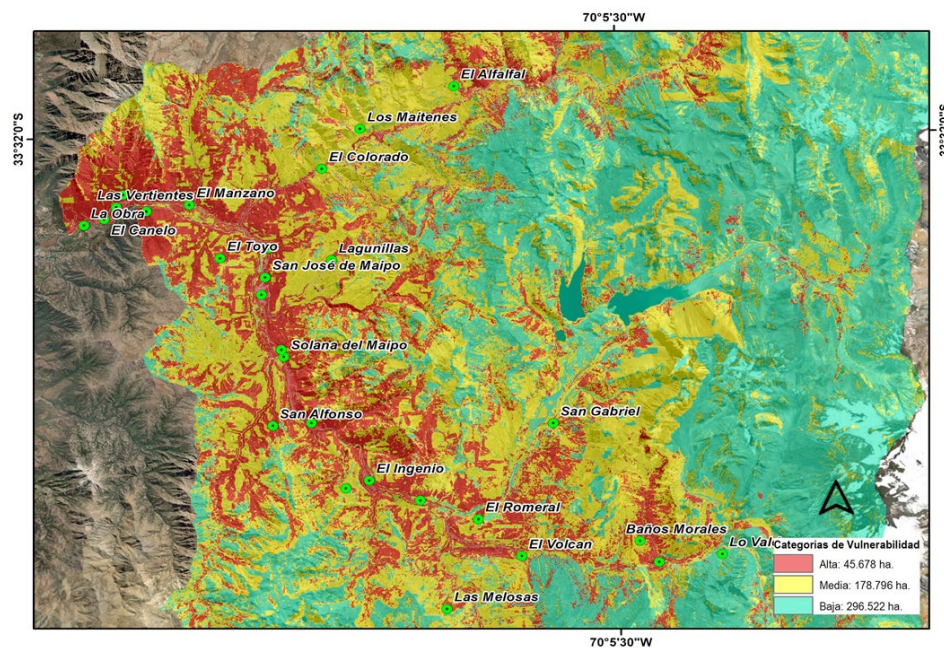 70°5'30"W
33°32'0"S
El Alfalfal
Los Maitenes
El Colorado
Las Vertientes
El Manzano
La Obra
El Canelo
El Toyo
Lagunillas
San José de Maipo
Solana del Maipo
San Alfonso
San Gabriel
El Ingenio
El Romeral
Baños Morales
El Volcan
Lo Val
Las Melosas
Categorías de Vulnerabilidad
Alta: 45.678 ha.
Media: 178.796 ha.
Baja: 296.522 ha.
70°5'30"W